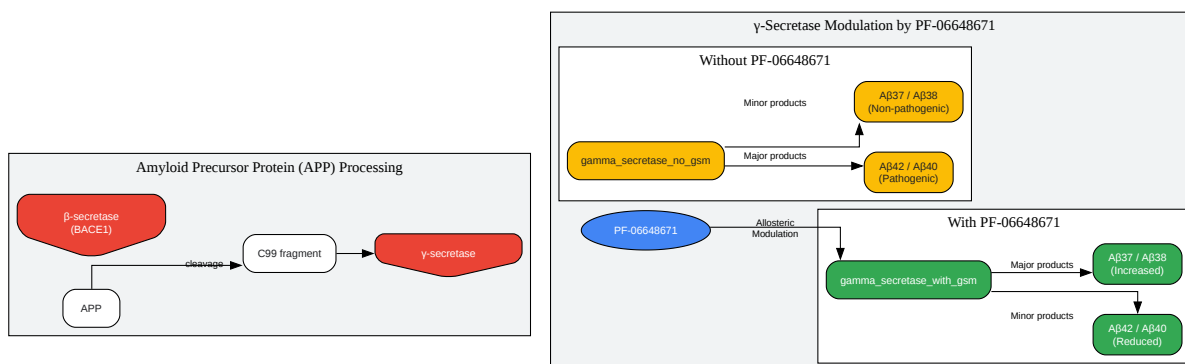 Amyloid Precursor Protein (APP) Processing
β-secretase
(BACE1)
C99 fragment
γ-secretase
cleavage
APP
γ-Secretase Modulation by PF-06648671
Without PF-06648671
Minor products
Aβ37 / Aβ38
(Non-pathogenic)
gamma_secretase_no_gsm
Major products
Aβ42 / Aβ40
(Pathogenic)
PF-06648671
Allosteric
Modulation
With PF-06648671
gamma_secretase_with_gsm
Major products
Aβ37 / Aβ38
(Increased)
Minor products
Aβ42 / Aβ40
(Reduced)